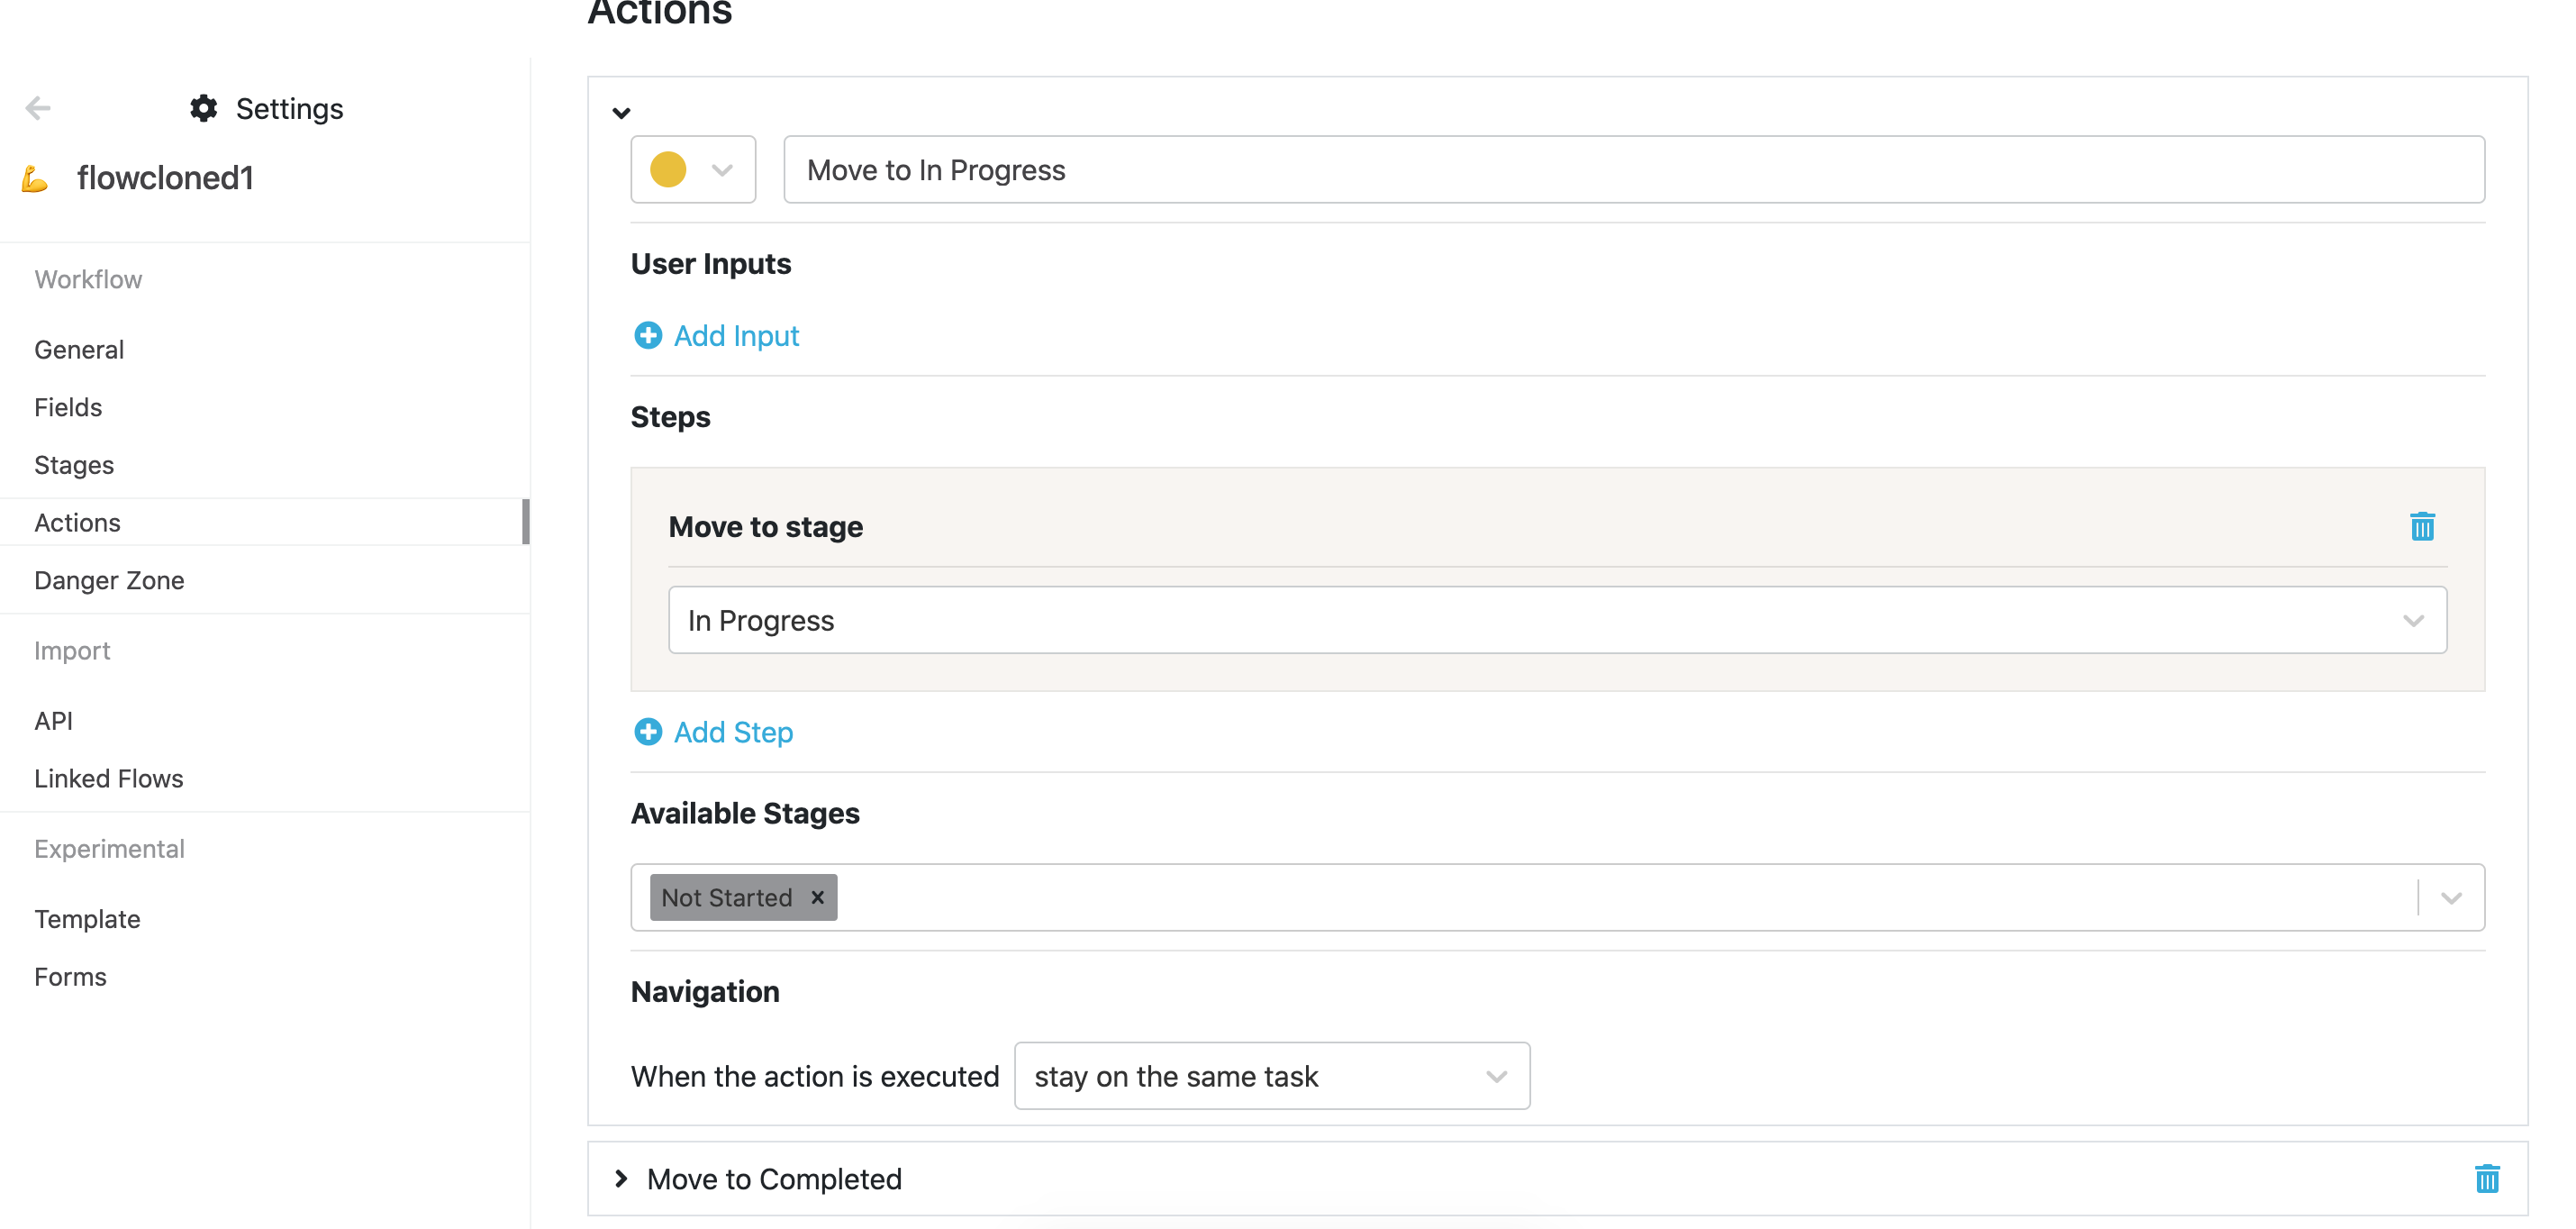 Actions
Settings
flowcloned1
Workflow
General
Fields
Stages
Actions
Danger Zone
Import
API
Linked Flows
Experimental
Template
Forms
Move to In Progress
User Inputs
Add Input
Steps
Move to stage
In Progress
Add Step
Available Stages
Not Started ×
Navigation
When the action is executed stay on the same task
Move to Completed